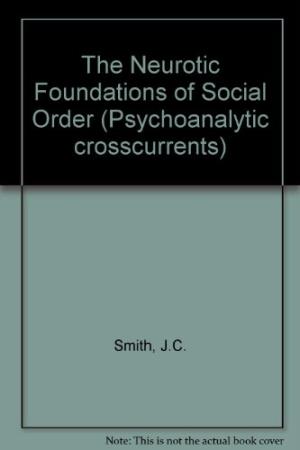 The Neurotic
Foundations of Social
Order (Psychoanalytic
crosscurrents)
Smith, J.C.
Note: This is not the actual book cover